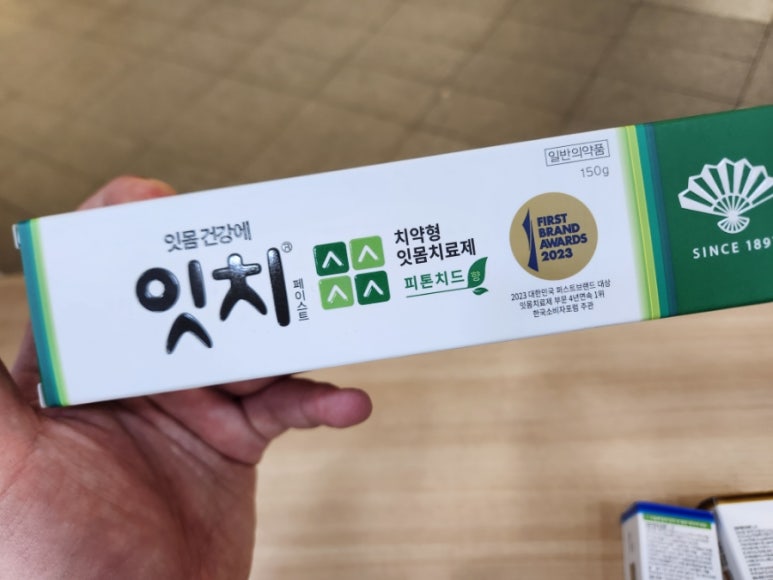 일반의약품
150g
잇몸 건강에
잇치
페이스트
치약형
잇몸치료제
피톤치드 향
FIRST
BRAND
AWARDS
2023
2023 대한민국 퍼스트브랜드 대상
잇몸치료제 부문 4년연속 1위
한국소비자포럼 주관
SINCE 1897